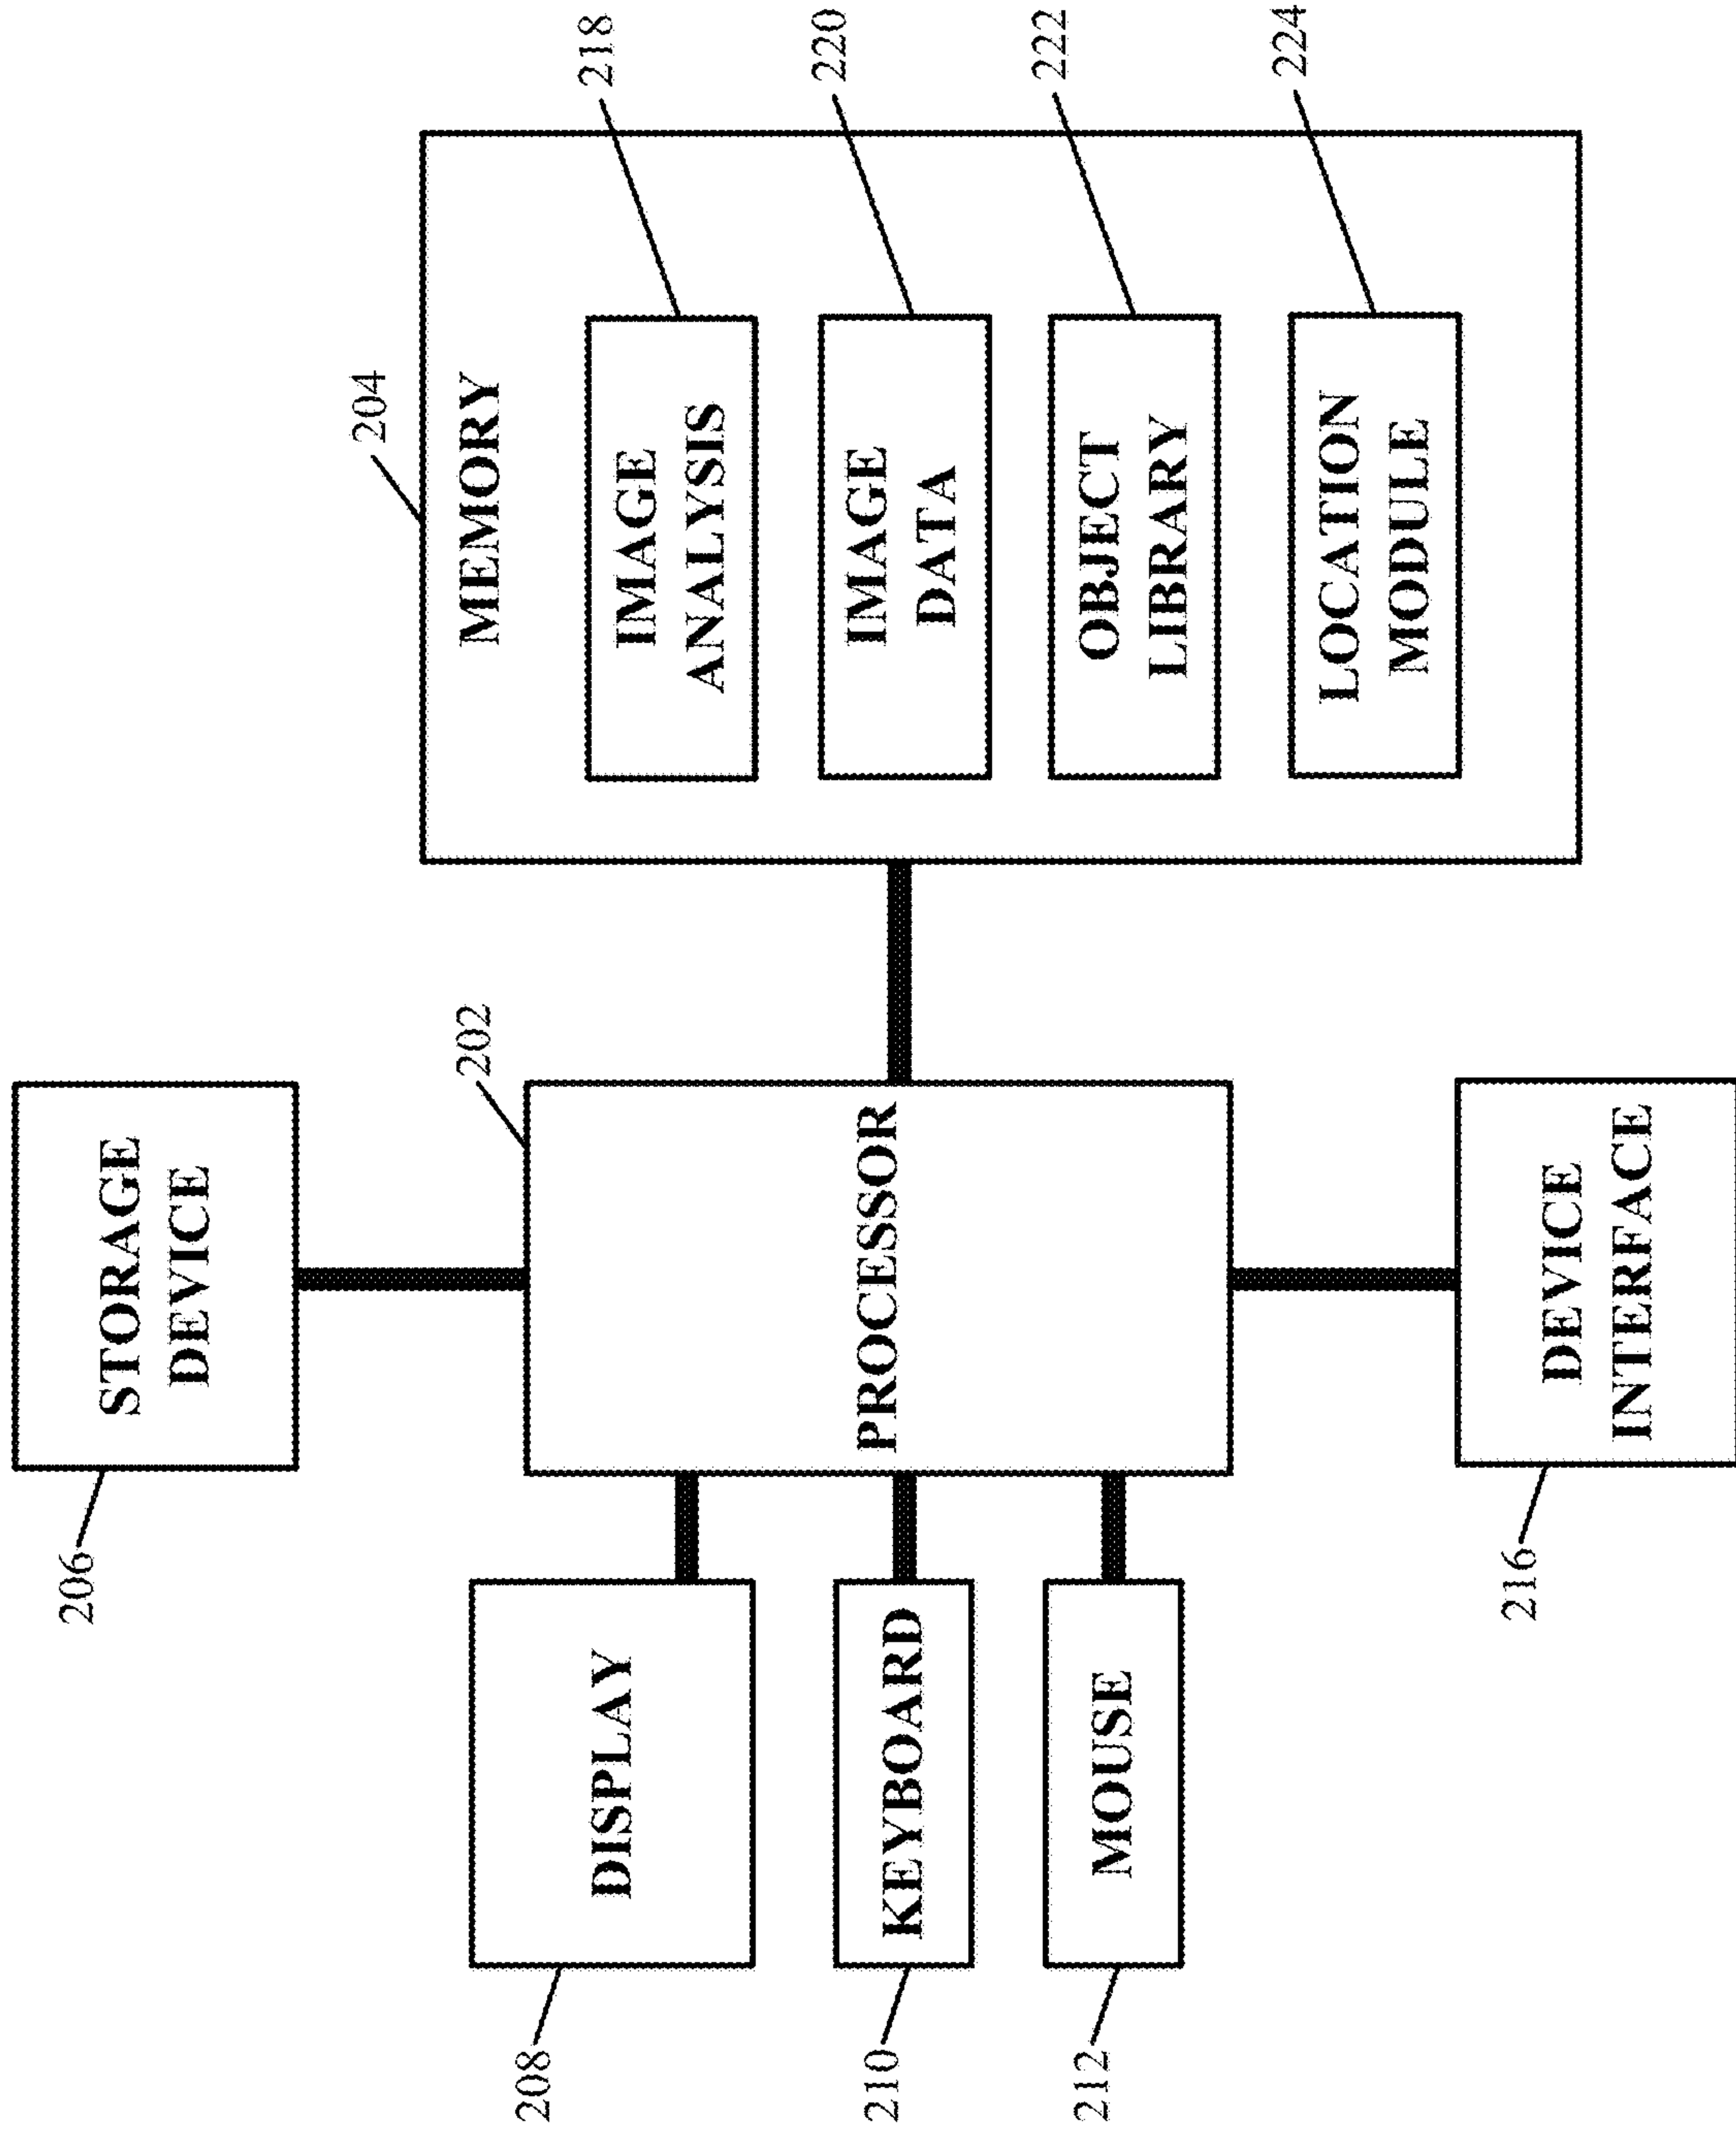 206
STORAGE
DEVICE
202
204
MEMORY
208
DISPLAY
IMAGE
ANALYSIS
218
210
KEYBOARD
PROCESSOR
IMAGE
DATA
220
212
MOUSE
OBJECT
LIBRARY
222
LOCATION
MODULE
224
216
DEVICE
INTERFACE